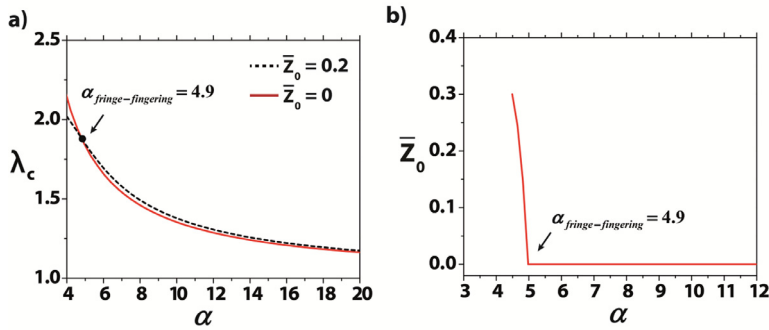 a)
2.5
2.0
1.5
1.0
λc
4 6 8 10 12 14 16 18 20
α
α fringe−fingering = 4.9
Z̅0 = 0.2
Z̅0 = 0
b)
0.4
0.3
0.2
0.1
0.0
Z̅0
3 4 5 6 7 8 9 10 11 12
α
α fringe−fingering = 4.9